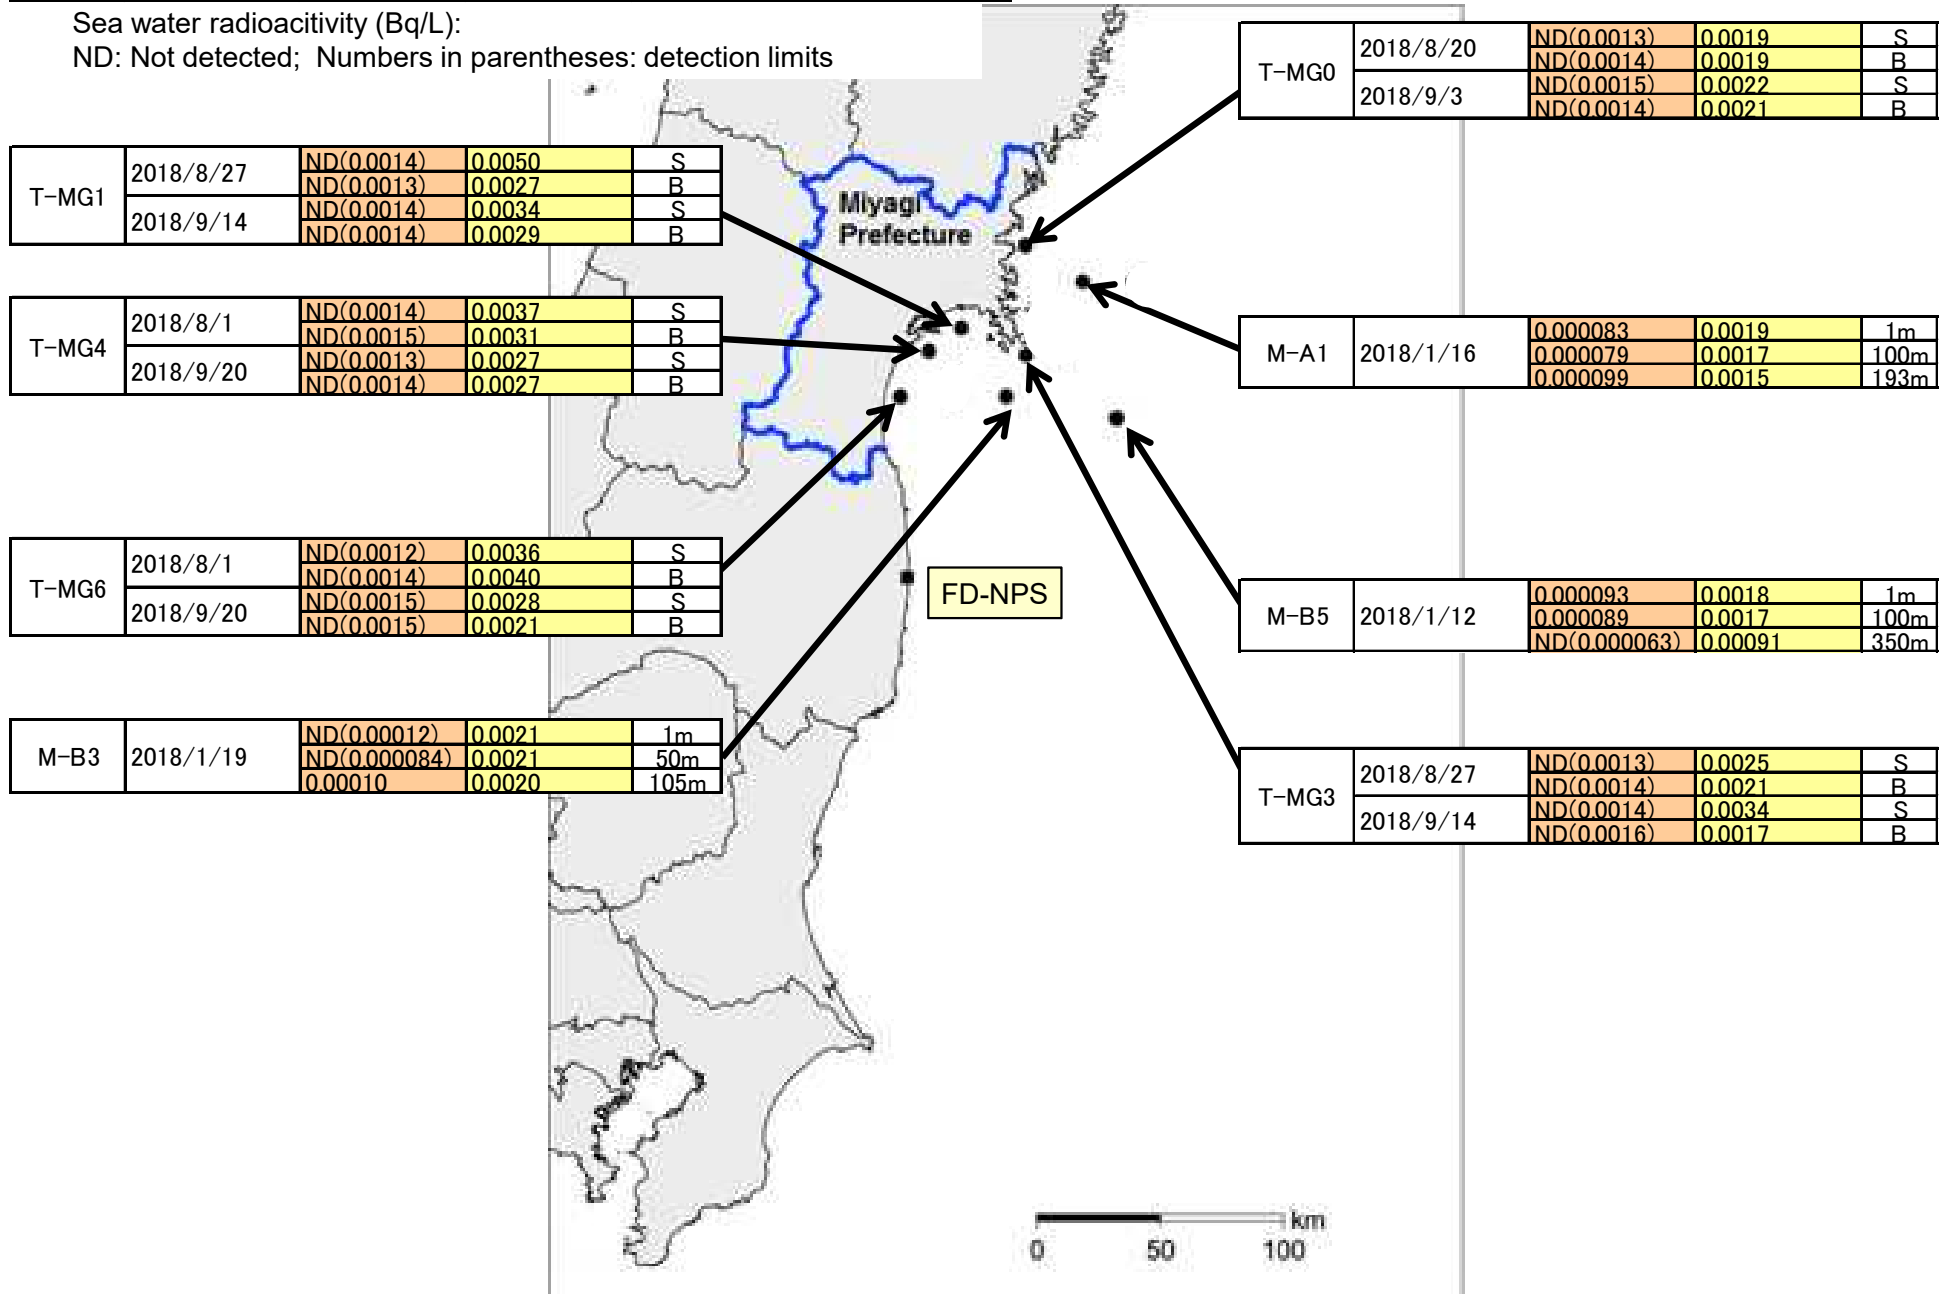 Sea water radioacitivity (Bq/L):
ND: Not detected; Numbers in parentheses: detection limits
T-MG0
2018/8/20 ND(0.0013) 0.0019 S
ND(0.0014) 0.0019 B
2018/9/3 ND(0.0015) 0.0022 S
ND(0.0014) 0.0021 B
T-MG1
2018/8/27 ND(0.0014) 0.0050 S
ND(0.0013) 0.0027 B
2018/9/14 ND(0.0014) 0.0034 S
ND(0.0014) 0.0029 B
Miyagi
Prefecture
T-MG4
2018/8/1 ND(0.0014) 0.0037 S
ND(0.0015) 0.0031 B
2018/9/20 ND(0.0013) 0.0027 S
ND(0.0014) 0.0027 B
M-A1 2018/1/16
0.000083 0.0019 1m
0.000079 0.0017 100m
0.000099 0.0015 193m
T-MG6
2018/8/1 ND(0.0012) 0.0036 S
ND(0.0014) 0.0040 B
2018/9/20 ND(0.0015) 0.0028 S
ND(0.0015) 0.0021 B
FD-NPS
M-B5 2018/1/12
0.000093 0.0018 1m
0.000089 0.0017 100m
ND(0.000063) 0.00091 350m
M-B3 2018/1/19
ND(0.00012) 0.0021 1m
ND(0.000084) 0.0021 50m
0.00010 0.0020 105m
T-MG3
2018/8/27 ND(0.0013) 0.0025 S
ND(0.0014) 0.0021 B
2018/9/14 ND(0.0014) 0.0034 S
ND(0.0016) 0.0017 B
km
0 50 100